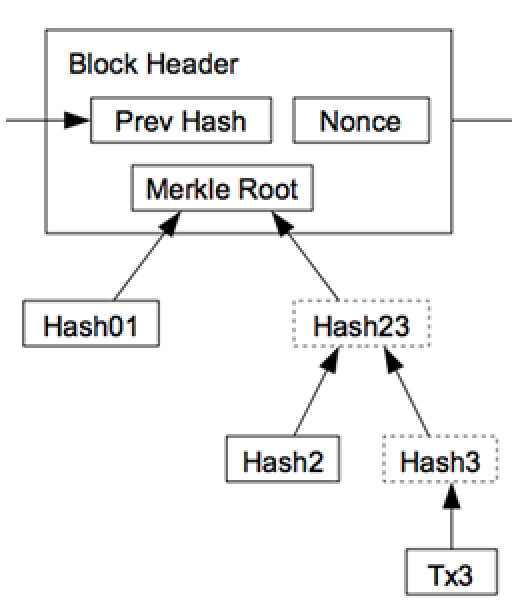 Block Header
Prev Hash
Nonce
Merkle Root
Hash01
Hash23
Hash2
Hash3
Tx3